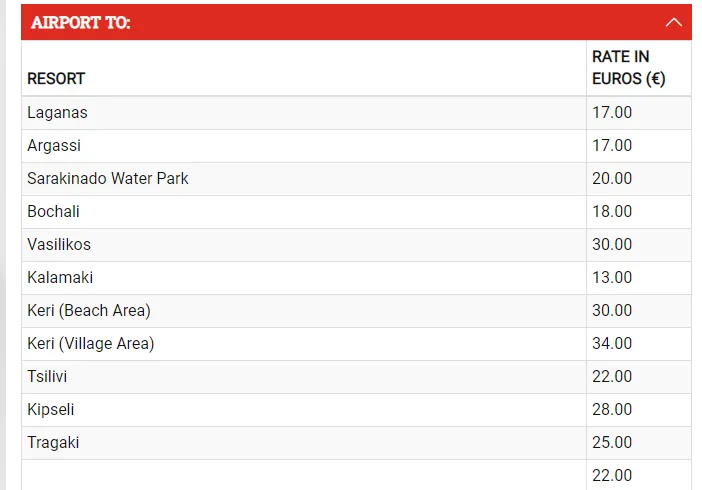 AIRPORT TO:
RESORT RATE IN
EUROS (€)
Laganas 17.00
Argassi 17.00
Sarakinado Water Park 20.00
Bochali 18.00
Vasilikos 30.00
Kalamaki 13.00
Keri (Beach Area) 30.00
Keri (Village Area) 34.00
Tsilivi 22.00
Kipseli 28.00
Tragaki 25.00
22.00